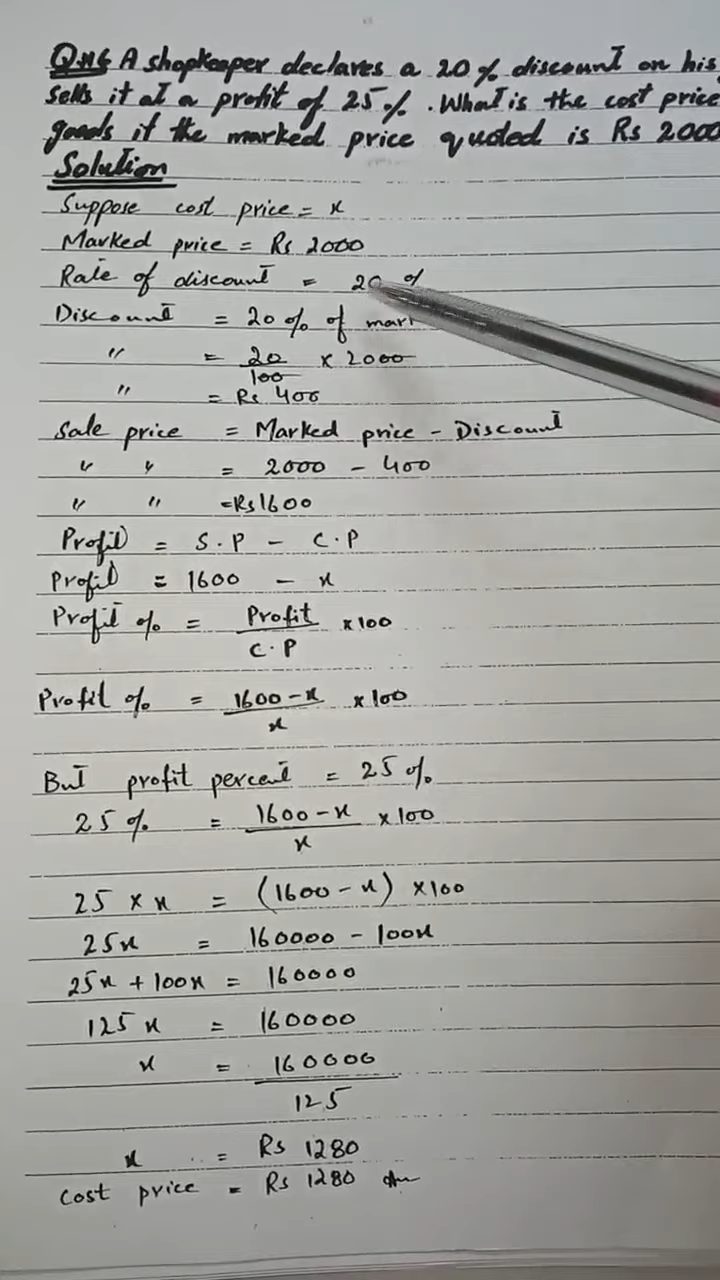 Q.N6 A shopkeeper declares a 20% discount on his
sells it at a profit of 25%. What is the cost price
goods if the marked price quoted is Rs 2000
Solution
Suppose cost price = x
Marked price = Rs 2000
Rate of discount = 20 %
Discount = 20 % of mar
" = 20/100 x 2000
" = Rs 400
Sale price = Marked price - Discount
" " = 2000 - 400
" " = Rs 1600
Profit = S.P - C.P
Profit = 1600 - x
Profit % = Profit/C.P x 100
Profit % = 1600-x/x x 100
But profit percent = 25 %
25 % = 1600-x/x x 100
25 x x = (1600 - x) x 100
25x = 160000 - 100x
25x + 100x = 160000
125 x = 160000
x = 160000/125
x = Rs 1280
cost price = Rs 1280